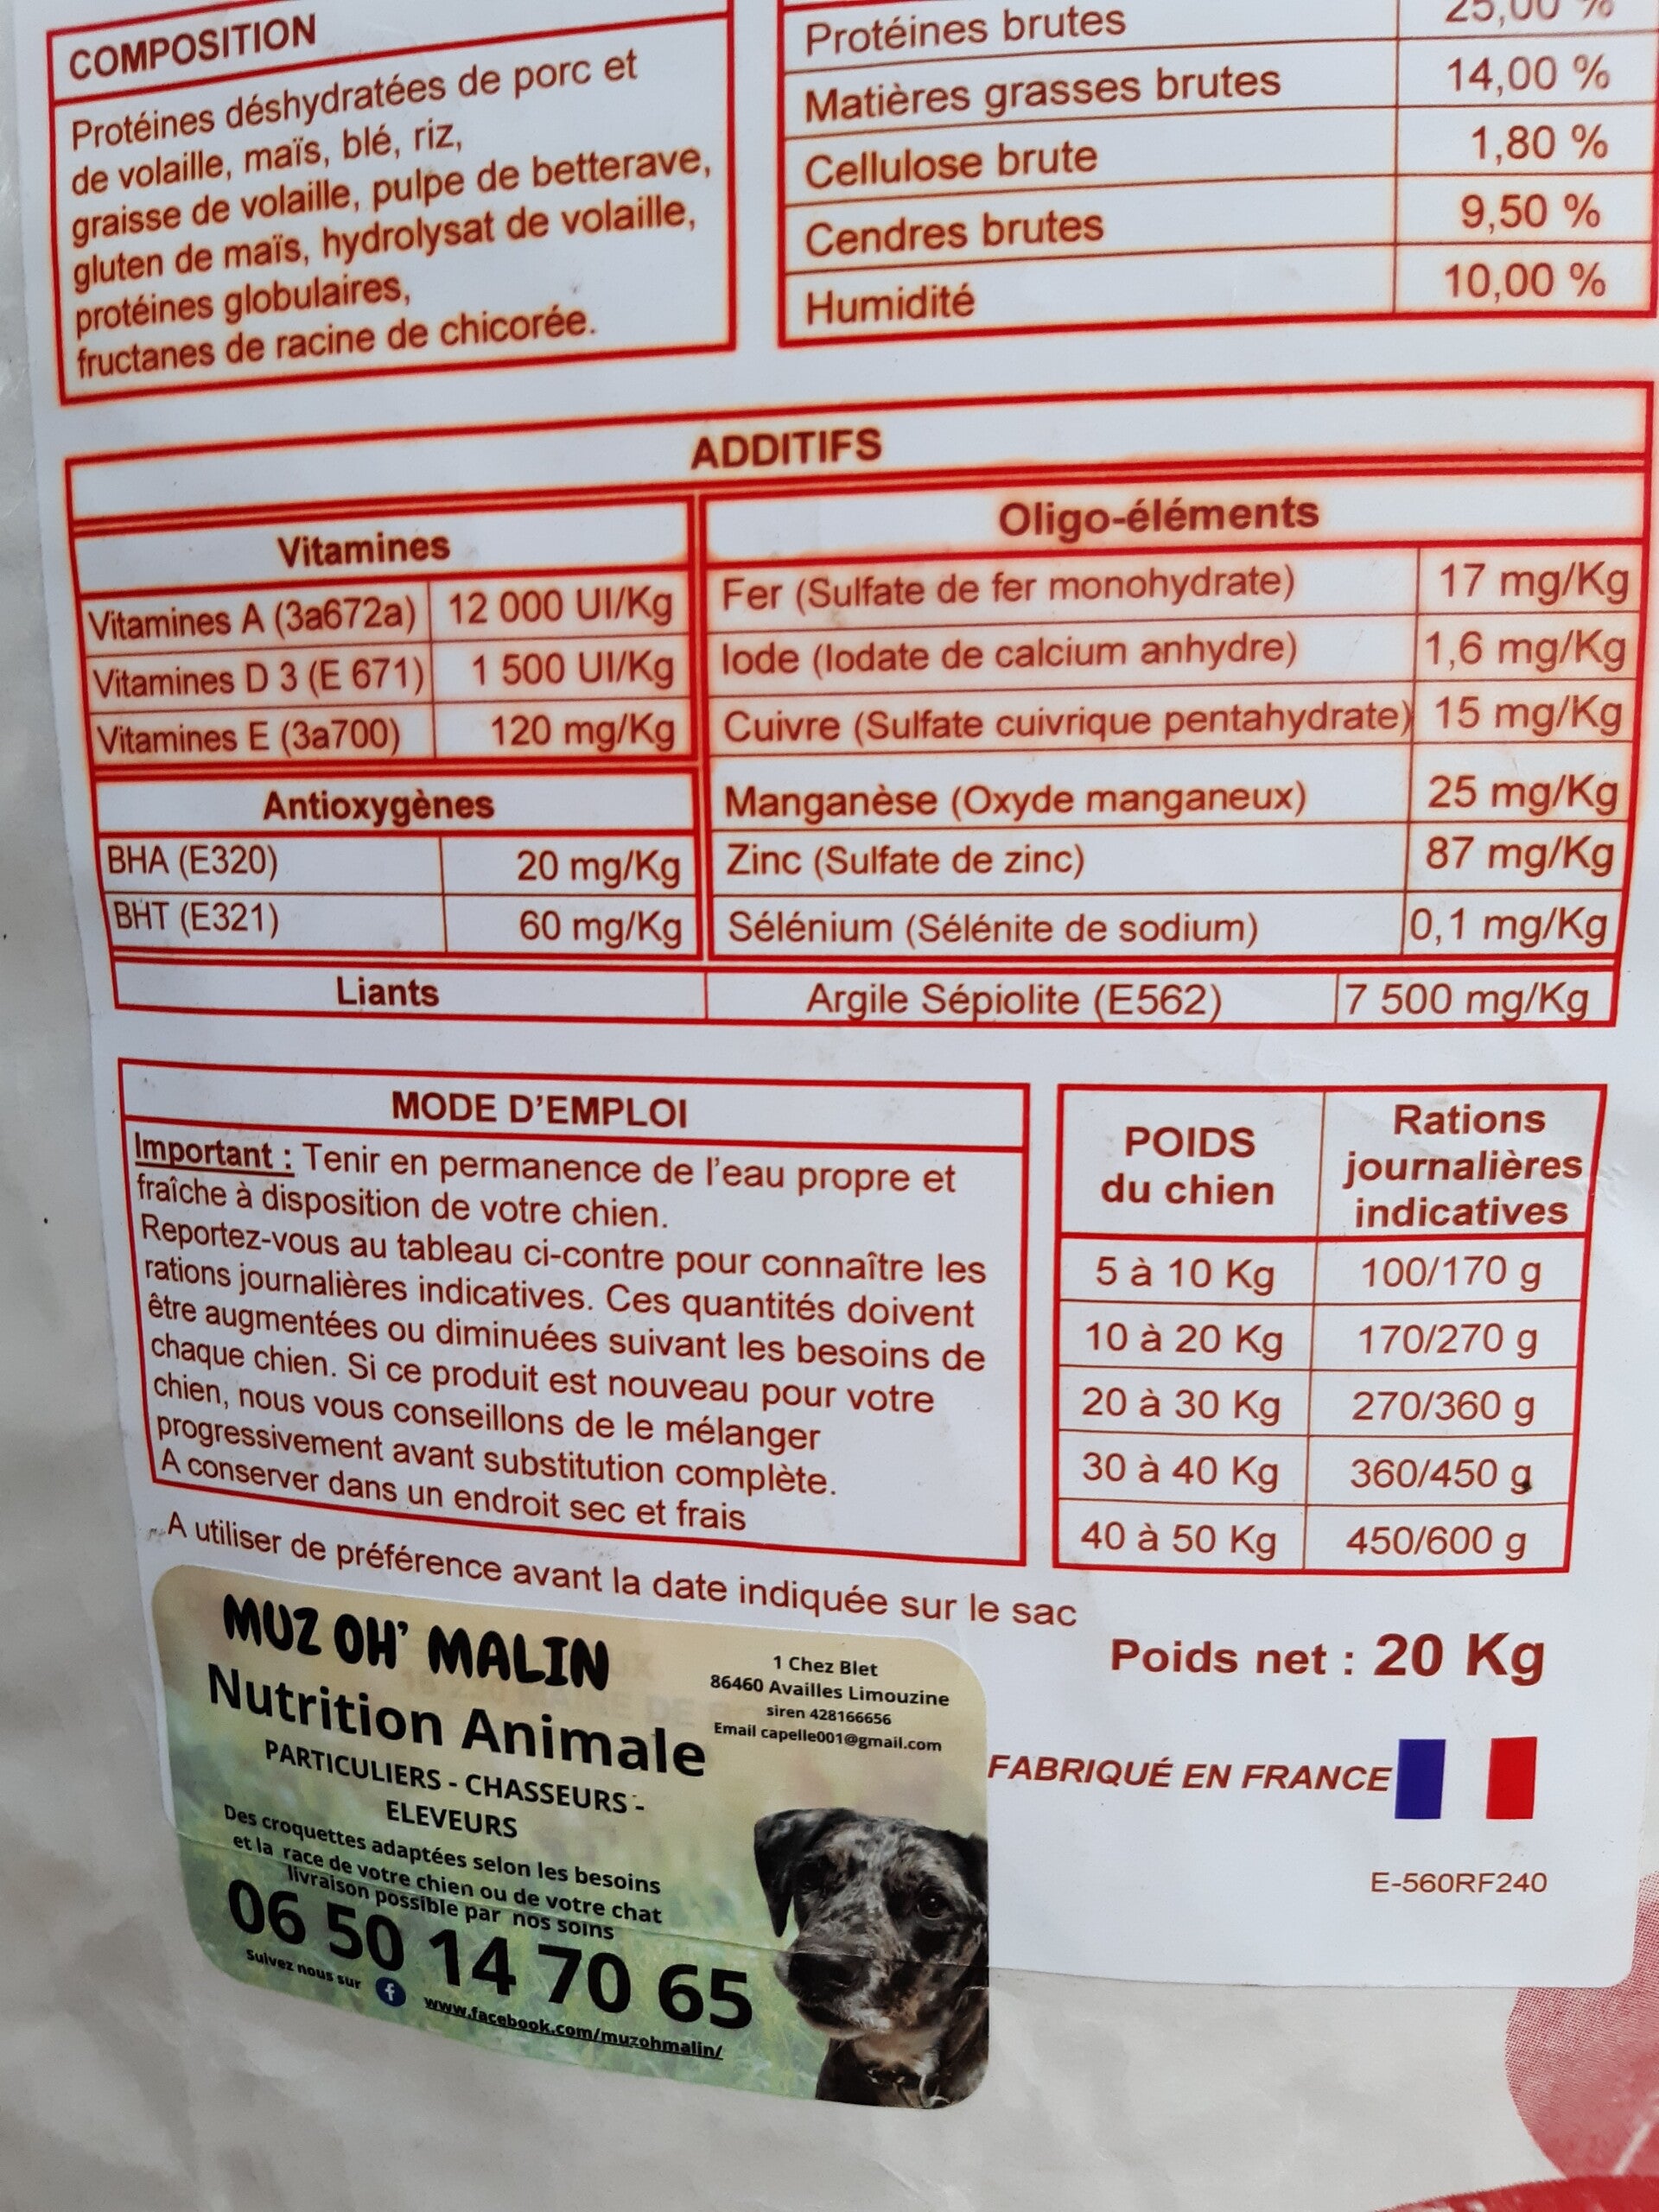 COMPOSITION
Protéines déshydratées de porc et
de volaille, maïs, blé, riz,
graisse de volaille, pulpe de betterave,
gluten de maïs, hydrolysat de volaille,
protéines globulaires,
fructanes de racine de chicorée.
Protéines brutes 25,00 %
Matières grasses brutes 14,00 %
Cellulose brute 1,80 %
Cendres brutes 9,50 %
Humidité 10,00 %
ADDITIFS
Vitamines
Vitamines A (3a672a) 12 000 UI/Kg
Vitamines D 3 (E 671) 1 500 UI/Kg
Vitamines E (3a700) 120 mg/Kg
Antioxygènes
BHA (E320) 20 mg/Kg
BHT (E321) 60 mg/Kg
Oligo-éléments
Fer (Sulfate de fer monohydrate) 17 mg/Kg
Iode (Iodate de calcium anhydre) 1,6 mg/Kg
Cuivre (Sulfate cuivrique pentahydrate) 15 mg/Kg
Manganèse (Oxyde manganeux) 25 mg/Kg
Zinc (Sulfate de zinc) 87 mg/Kg
Sélénium (Sélénite de sodium) 0,1 mg/Kg
Liants Argile Sépiolite (E562) 7 500 mg/Kg
MODE D'EMPLOI
Important : Tenir en permanence de l'eau propre et
fraîche à disposition de votre chien.
Reportez-vous au tableau ci-contre pour connaître les
rations journalières indicatives. Ces quantités doivent
être augmentées ou diminuées suivant les besoins de
chaque chien. Si ce produit est nouveau pour votre
chien, nous vous conseillons de le mélanger
progressivement avant substitution complète.
A conserver dans un endroit sec et frais
POIDS
du chien
Rations
journalières
indicatives
5 à 10 Kg 100/170 g
10 à 20 Kg 170/270 g
20 à 30 Kg 270/360 g
30 à 40 Kg 360/450 g
40 à 50 Kg 450/600 g
A utiliser de préférence avant la date indiquée sur le sac
Poids net : 20 Kg
FABRIQUÉ EN FRANCE
E-560RF240
MUZ OH' MALIN
Nutrition Animale
1 Chez Blet
86460 Availles Limouzine
siren 428166656
Email capelle001@gmail.com
PARTICULIERS - CHASSEURS -
ELEVEURS
Des croquettes adaptées selon les besoins
et la race de votre chien ou de votre chat
livraison possible par nos soins
06 50 14 70 65
Suivez nous sur f www.facebook.com/muzohmalin/